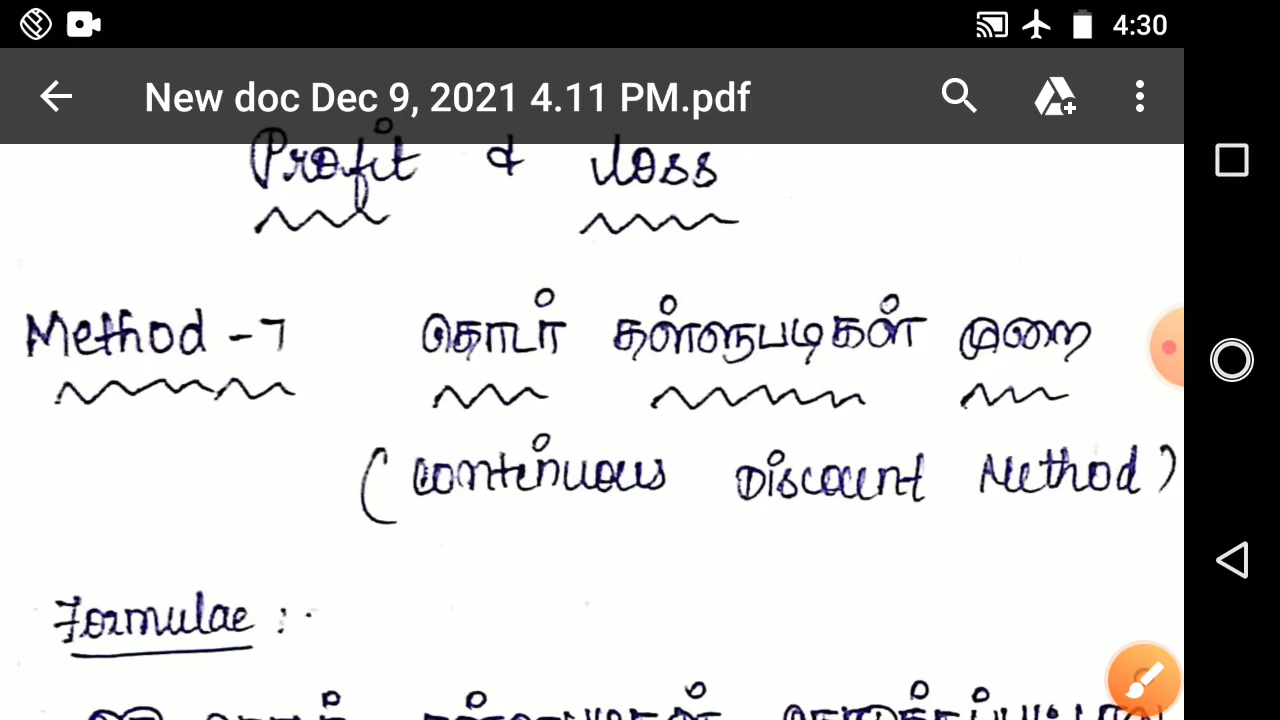 4:30
New doc Dec 9, 2021 4.11 PM.pdf
Profit & Loss
Method - 7 தொடர் தள்ளுபடிகள் முறை
(Continuous Discount Method)
Formulae :-